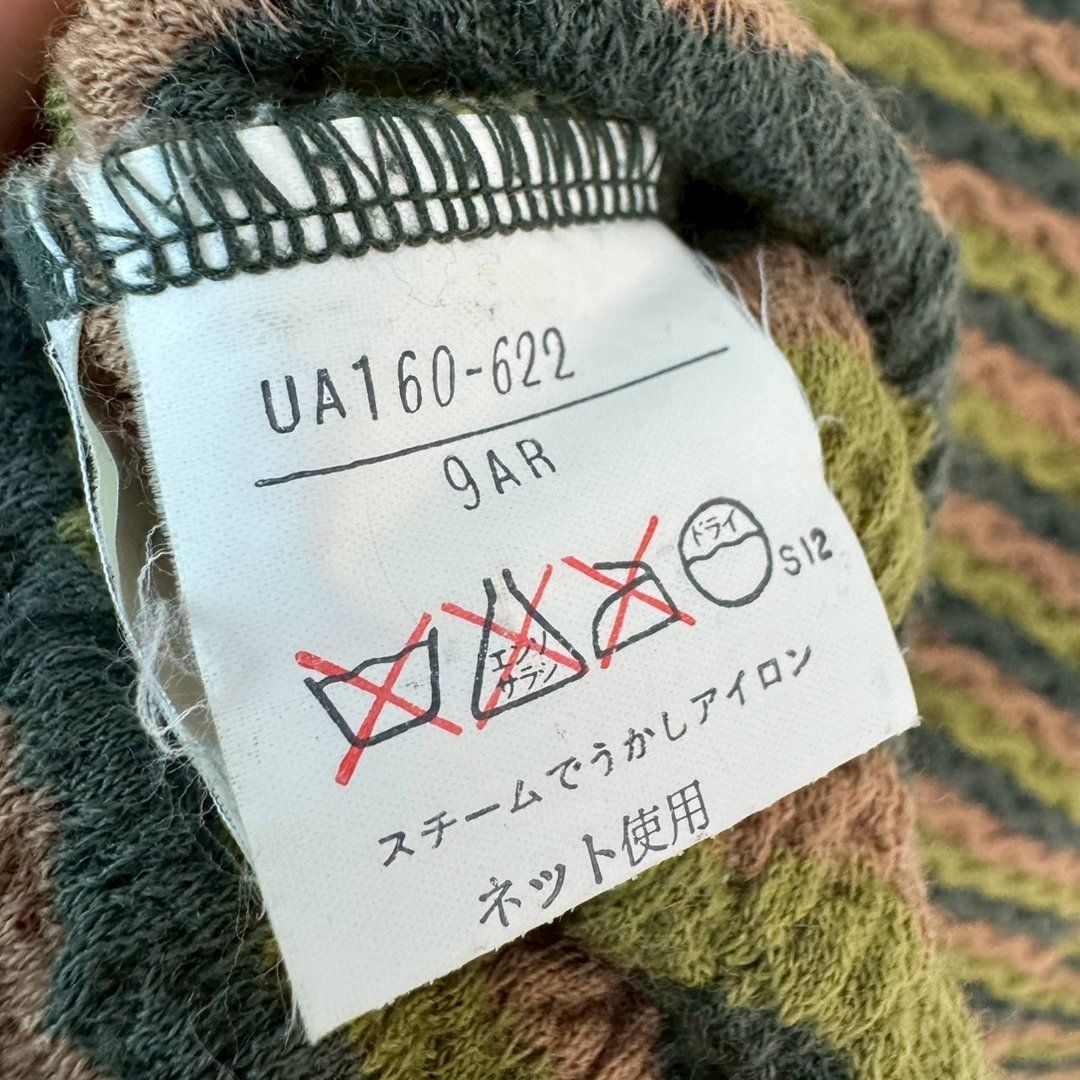 UA160-622
9AR
エンソ
サラシ
ドライ
S12
スチームでうかしアイロン
ネット使用